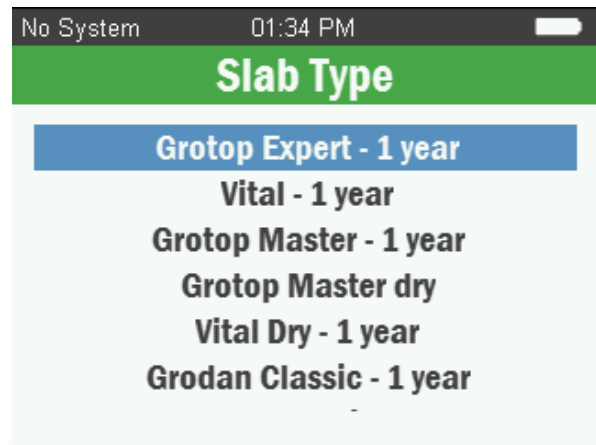 No System 01:34 PM
Slab Type
Grotop Expert - 1 year
Vital - 1 year
Grotop Master - 1 year
Grotop Master dry
Vital Dry - 1 year
Grodan Classic - 1 year